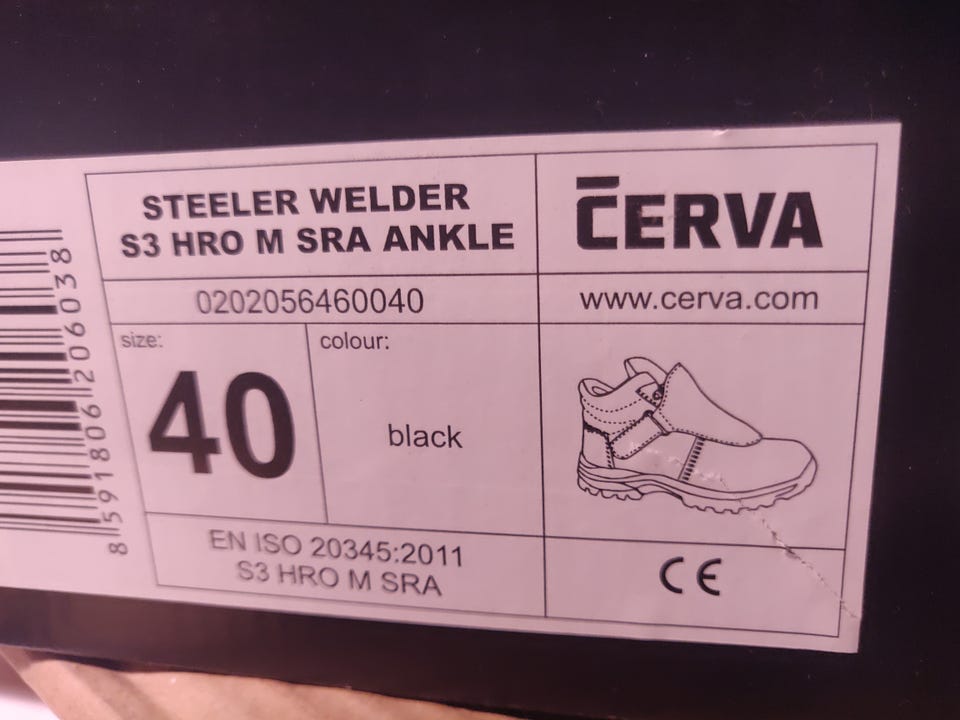 STEELER WELDER
S3 HRO M SRA ANKLE
CERVA
0202056460040
www.cerva.com
size:
40
colour:
black
EN ISO 20345:2011
S3 HRO M SRA
CE
8591806206038